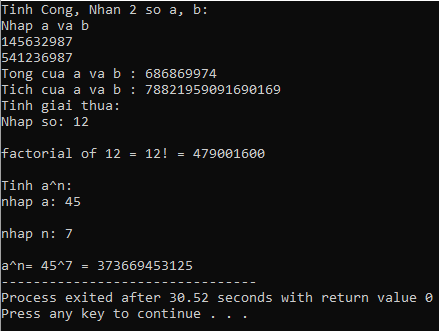 Tinh Cong, Nhan 2 so a, b:
Nhap a va b
145632987
541236987
Tong cua a va b : 686869974
Tich cua a va b : 78821959091690169
Tinh giai thua:
Nhap so: 12
factorial of 12 = 12! = 479001600
Tinh a^n:
nhap a: 45
nhap n: 7
a^n= 45^7 = 373669453125
--------------------------------
Process exited after 30.52 seconds with return value 0
Press any key to continue . . .